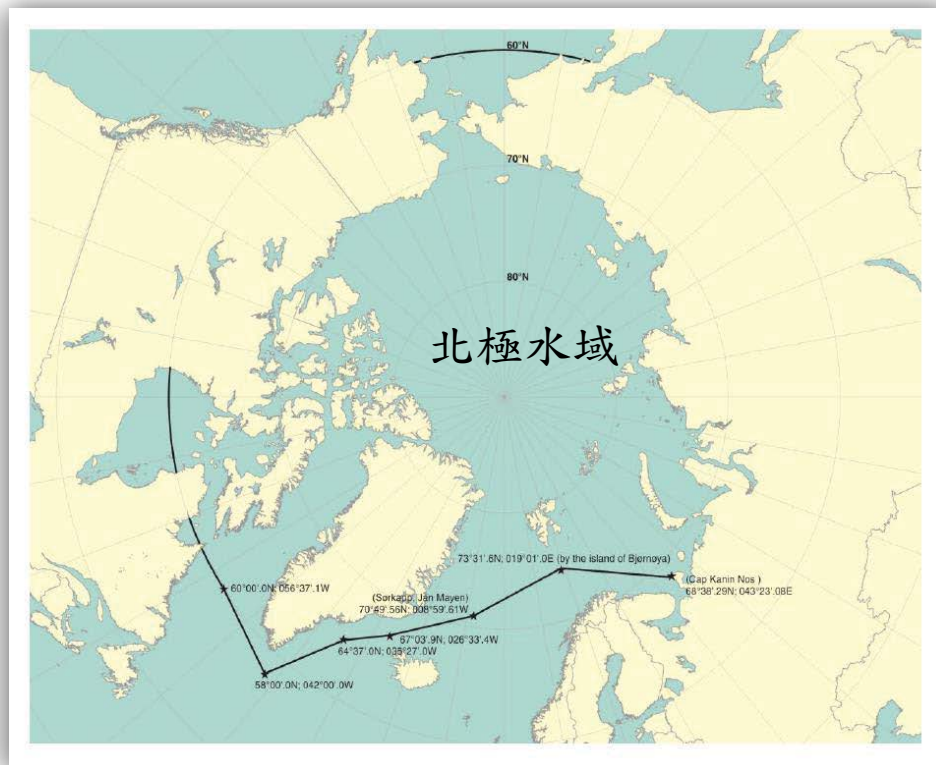 60°N
70°N
80°N
北極水域
73°31'.6N; 019°01'.0E (by the island of Bjørnøya)
(Cap Kanin Nos )
68°38'.29N; 043°23'.08E
60°00'.0N; 056°37'.1W
(Sørkapp, Jan Mayen)
70°49'.56N; 008°59'.61W
67°03'.9N; 026°33'.4W
64°37'.0N; 035°27'.0W
58°00'.0N; 042°00'.0W